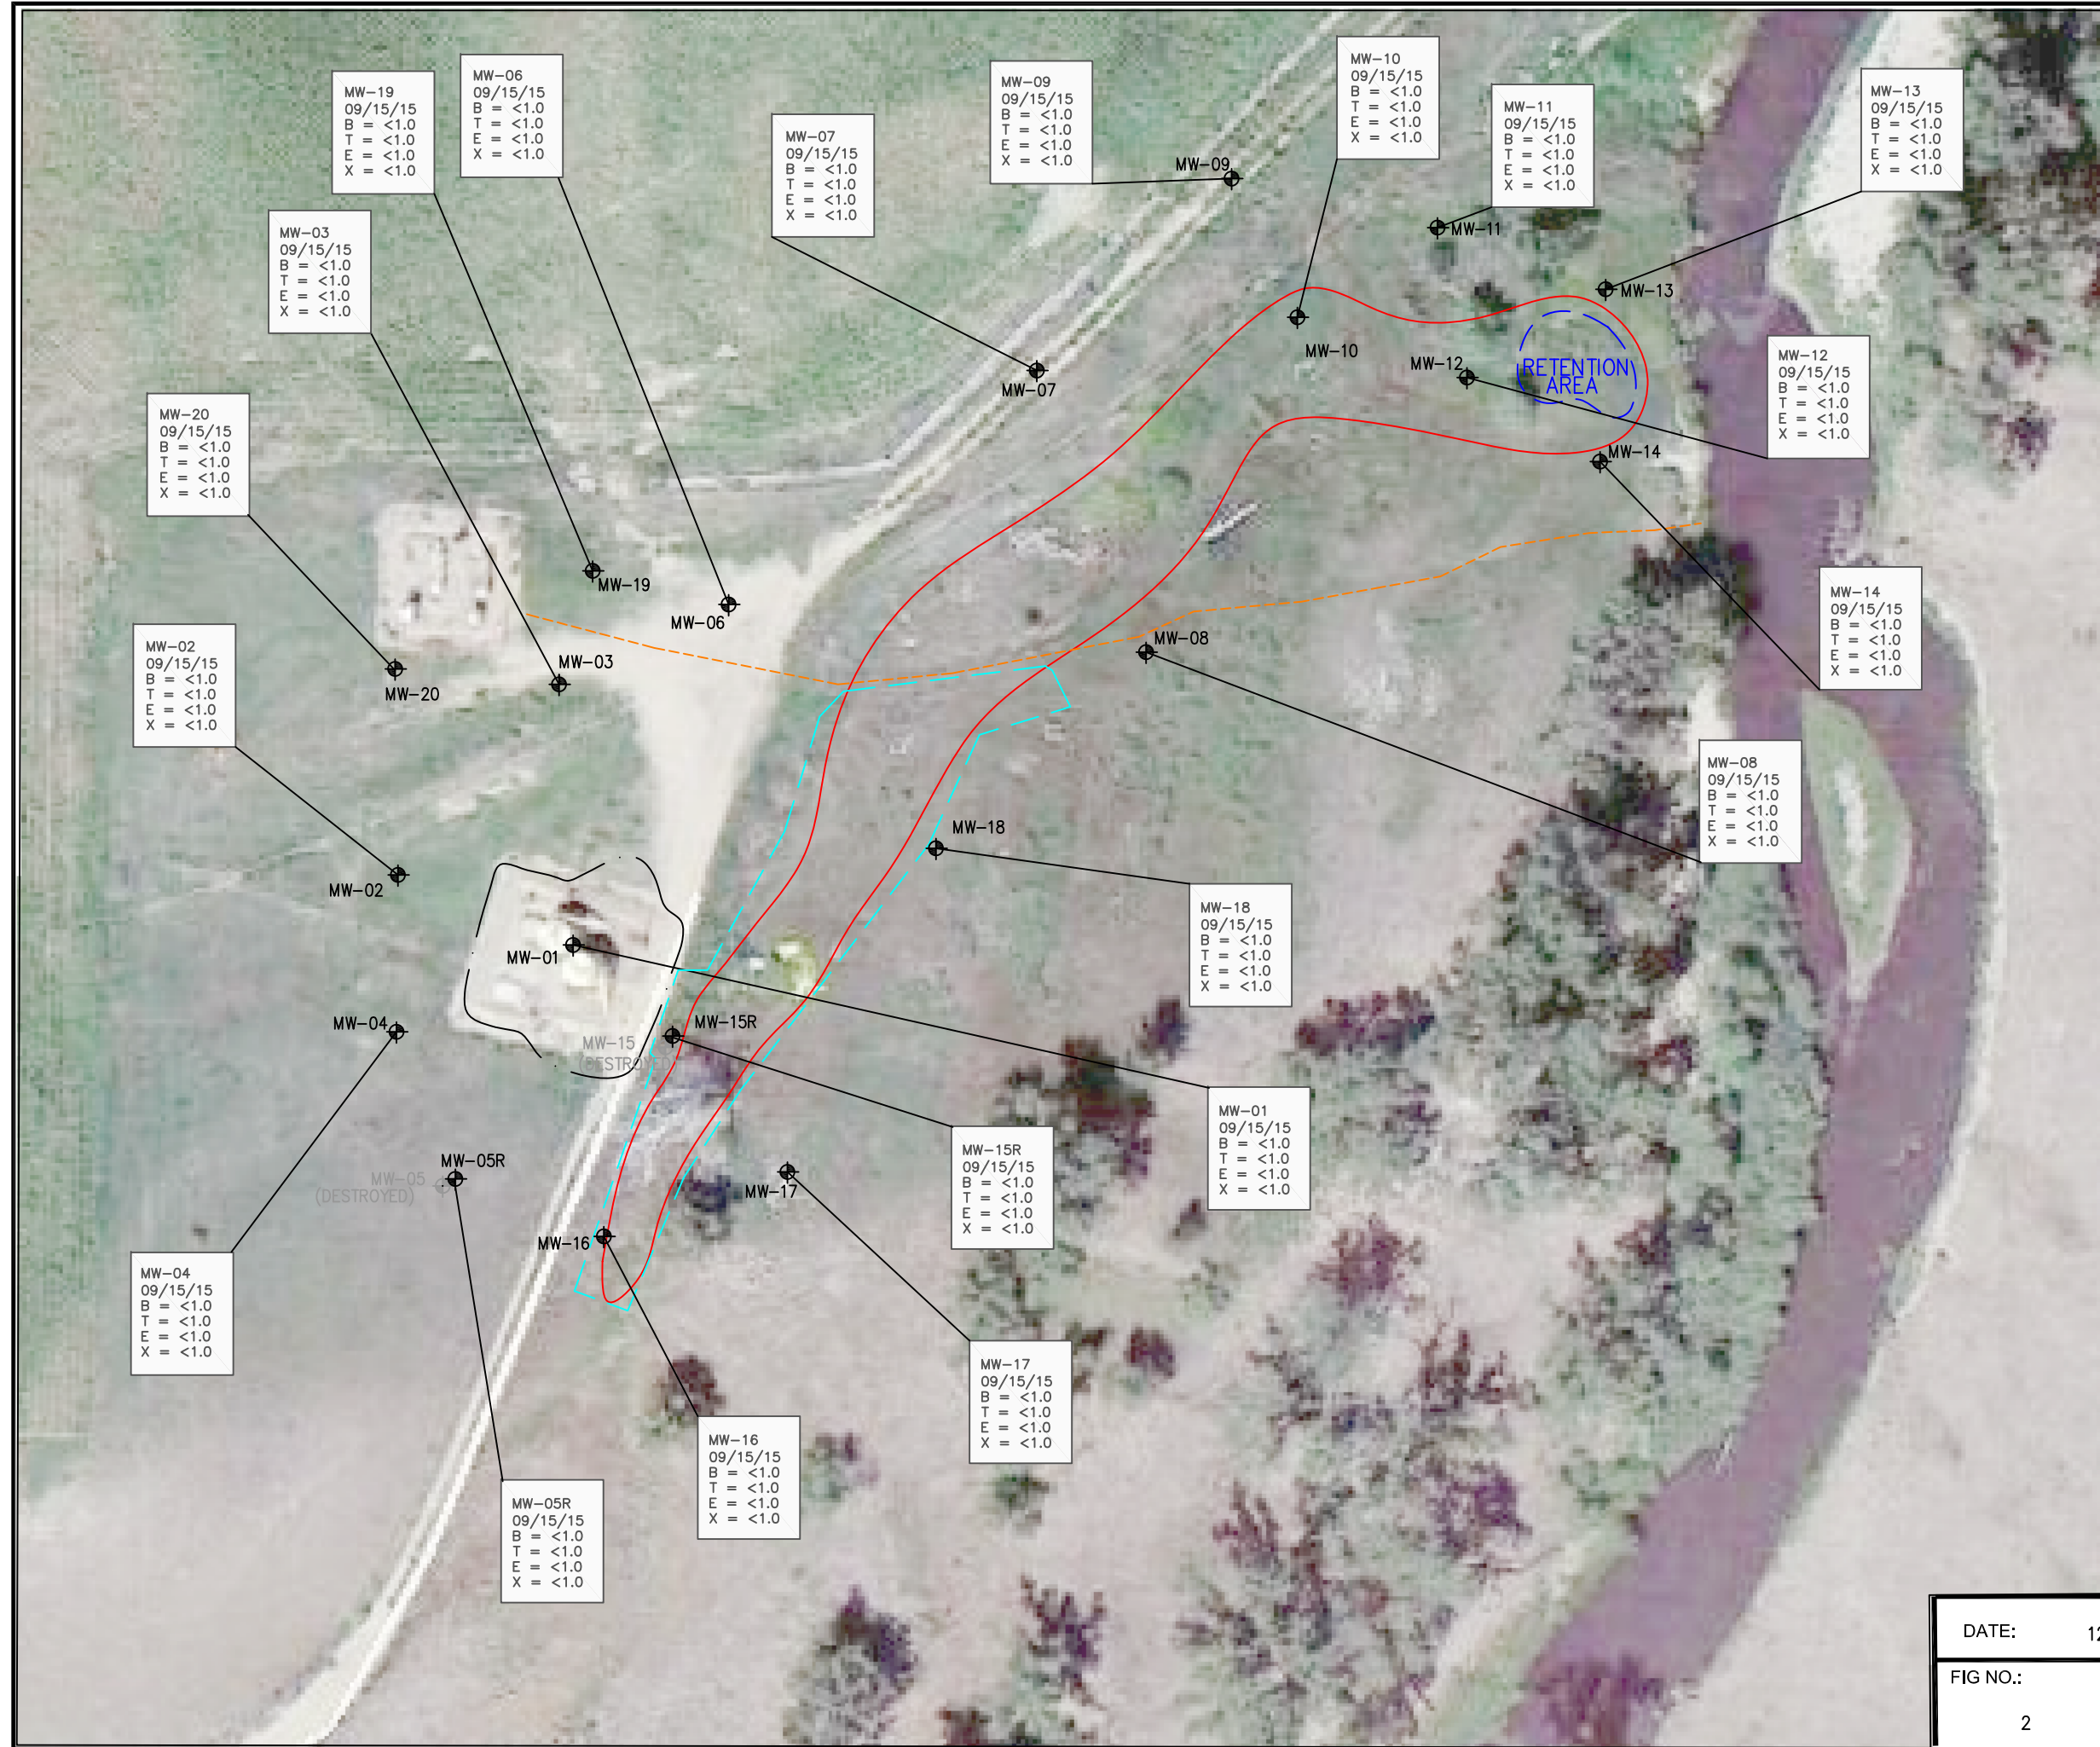 MW-19
09/15/15
B = <1.0
T = <1.0
E = <1.0
X = <1.0
MW-06
09/15/15
B = <1.0
T = <1.0
E = <1.0
X = <1.0
MW-07
09/15/15
B = <1.0
T = <1.0
E = <1.0
X = <1.0
MW-09
09/15/15
B = <1.0
T = <1.0
E = <1.0
X = <1.0
MW-10
09/15/15
B = <1.0
T = <1.0
E = <1.0
X = <1.0
MW-11
09/15/15
B = <1.0
T = <1.0
E = <1.0
X = <1.0
MW-13
09/15/15
B = <1.0
T = <1.0
E = <1.0
X = <1.0
MW-03
09/15/15
B = <1.0
T = <1.0
E = <1.0
X = <1.0
MW-09
MW-11
MW-13
MW-10
MW-12
RETENTION
AREA
MW-12
09/15/15
B = <1.0
T = <1.0
E = <1.0
X = <1.0
MW-07
MW-20
09/15/15
B = <1.0
T = <1.0
E = <1.0
X = <1.0
MW-14
MW-19
MW-06
MW-14
09/15/15
B = <1.0
T = <1.0
E = <1.0
X = <1.0
MW-02
09/15/15
B = <1.0
T = <1.0
E = <1.0
X = <1.0
MW-03
MW-20
MW-08
MW-08
09/15/15
B = <1.0
T = <1.0
E = <1.0
X = <1.0
MW-18
MW-02
MW-18
09/15/15
B = <1.0
T = <1.0
E = <1.0
X = <1.0
MW-01
MW-04
MW-15R
MW-15
(DESTROYED)
MW-01
09/15/15
B = <1.0
T = <1.0
E = <1.0
X = <1.0
MW-15R
09/15/15
B = <1.0
T = <1.0
E = <1.0
X = <1.0
MW-05R
MW-05
(DESTROYED)
MW-17
MW-16
MW-04
09/15/15
B = <1.0
T = <1.0
E = <1.0
X = <1.0
MW-17
09/15/15
B = <1.0
T = <1.0
E = <1.0
X = <1.0
MW-16
09/15/15
B = <1.0
T = <1.0
E = <1.0
X = <1.0
MW-05R
09/15/15
B = <1.0
T = <1.0
E = <1.0
X = <1.0
DATE: 12
FIG NO.:
2